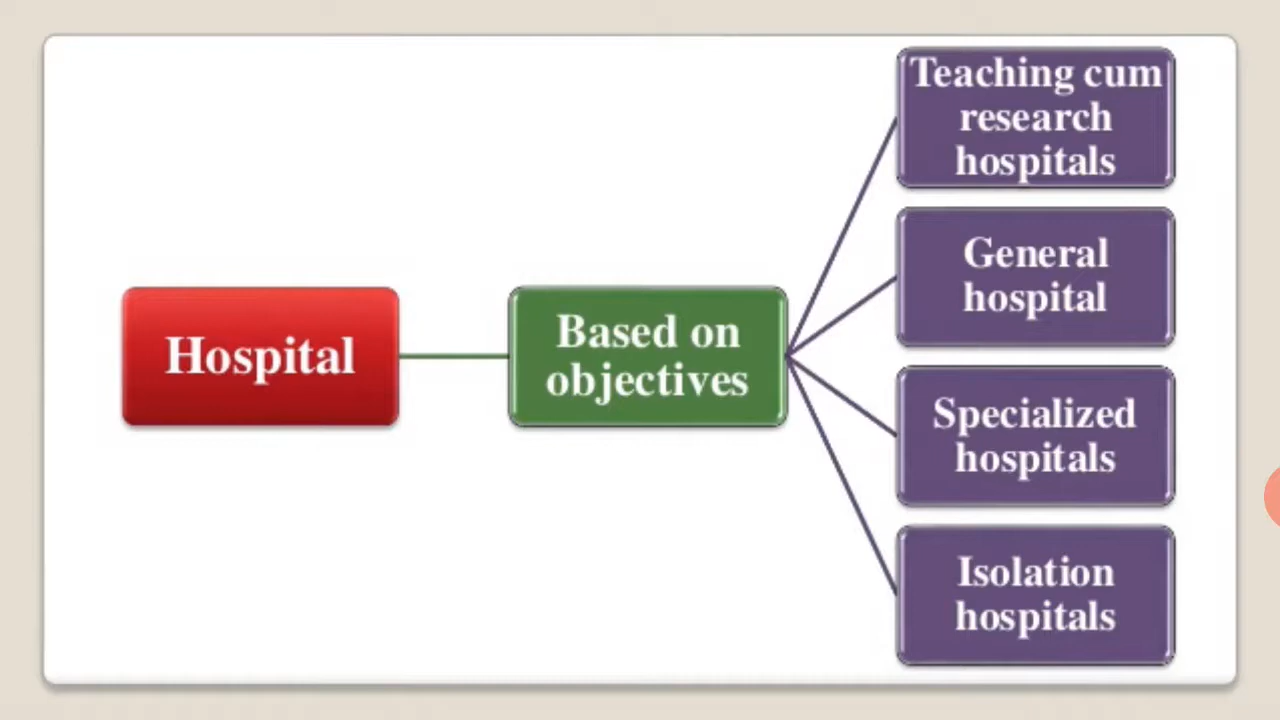 Hospital
Based on
objectives
Teaching cum
research
hospitals
General
hospital
Specialized
hospitals
Isolation
hospitals